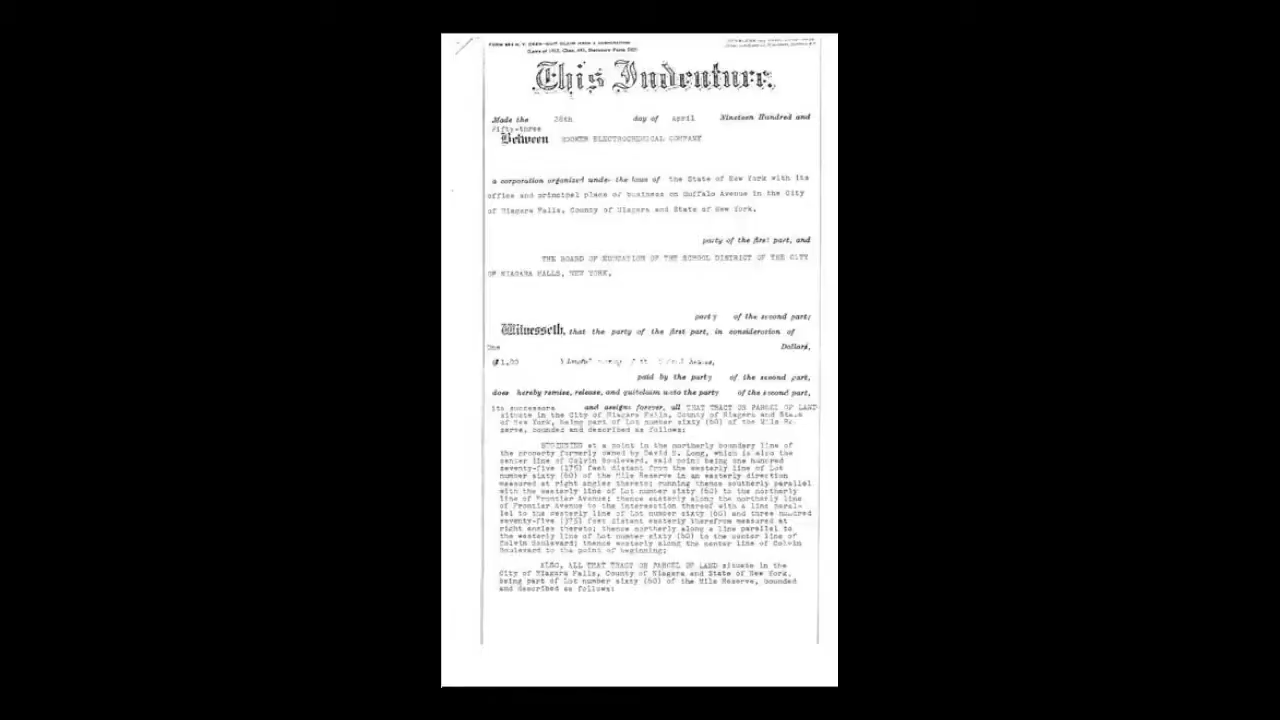 This Indenture,
Made the 28th day of April Nineteen Hundred and
Fifty-three
Between HOOKER ELECTROCHEMICAL COMPANY
a corporation organized under the laws of the State of New York with its
office and principal place of business on Buffalo Avenue in the City
of Niagara Falls, County of Niagara and State of New York,
party of the first part, and
THE BOARD OF EDUCATION OF THE SCHOOL DISTRICT OF THE CITY
OF NIAGARA FALLS, NEW YORK,
party of the second part;
Witnesseth, that the party of the first part, in consideration of
One Dollars,
($1.00
paid by the party of the second part,
does hereby remise, release, and quitclaim unto the party of the second part,
its successors and assigns forever, all THAT TRACT OR PARCEL OF LAND
situate in the City of Niagara Falls, County of Niagara and State
of New York, being part of Lot number sixty (60) of the Mile Re-
serve, bounded and described as follows:
BEGINNING at a point in the northerly boundary line of
the property formerly owned by David S. Long, which is also the
center line of Colvin Boulevard, said point being one hundred
seventy-five (175) feet distant from the westerly line of Lot
number sixty (60) of the Mile Reserve in an easterly direction
measured at right angles thereto; running thence southerly parallel
with the westerly line of Lot number sixty (60) to the northerly
line of Frontier Avenue; thence easterly along the northerly line
of Frontier Avenue to the intersection thereof with a line paral-
lel to the westerly line of Lot number sixty (60) and three hundred
seventy-five (375) feet distant easterly therefrom measured at
right angles thereto; thence northerly along a line parallel to
the westerly line of Lot number sixty (60) to the center line of
Colvin Boulevard; thence westerly along the center line of Colvin
Boulevard to the point of beginning;
ALSO, ALL THAT TRACT OR PARCEL OF LAND situate in the
City of Niagara Falls, County of Niagara and State of New York,
being part of Lot number sixty (60) of the Mile Reserve, bounded
and described as follows: